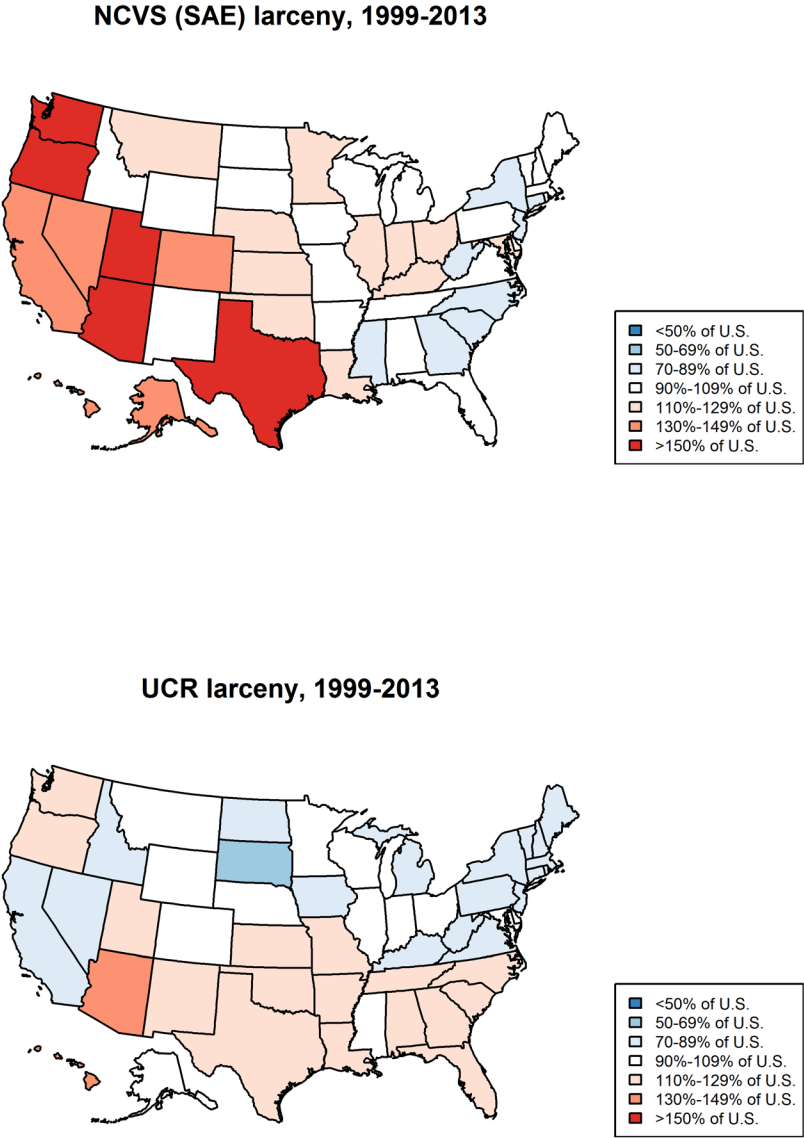 NCVS (SAE) larceny, 1999-2013
<50% of U.S.
50-69% of U.S.
70-89% of U.S.
90%-109% of U.S.
110%-129% of U.S.
130%-149% of U.S.
>150% of U.S.
UCR larceny, 1999-2013
<50% of U.S.
50-69% of U.S.
70-89% of U.S.
90%-109% of U.S.
110%-129% of U.S.
130%-149% of U.S.
>150% of U.S.